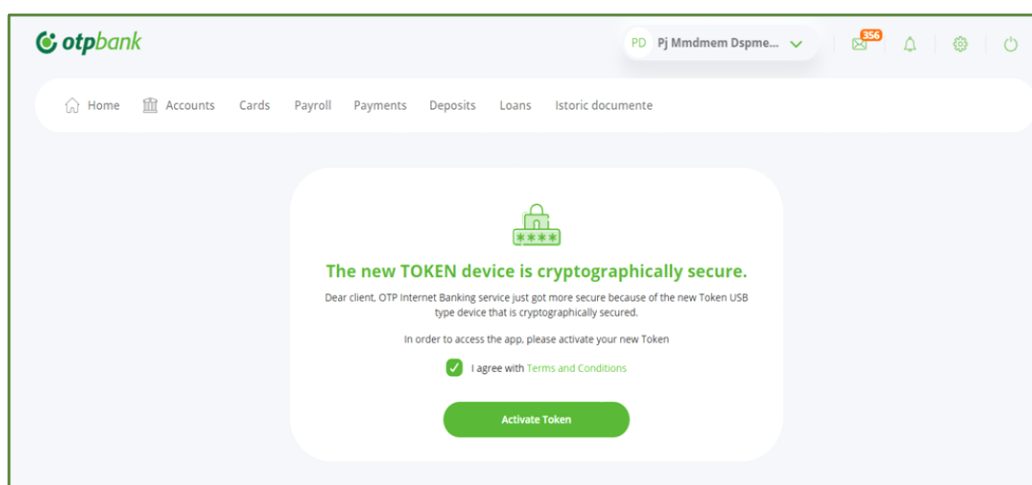 otpbank
PD Pj Mmdmem Dspme... 356
Home Accounts Cards Payroll Payments Deposits Loans Istoric documente
****
The new TOKEN device is cryptographically secure.
Dear client, OTP Internet Banking service just got more secure because of the new Token USB
type device that is cryptographically secured.
In order to access the app, please activate your new Token
I agree with Terms and Conditions
Activate Token